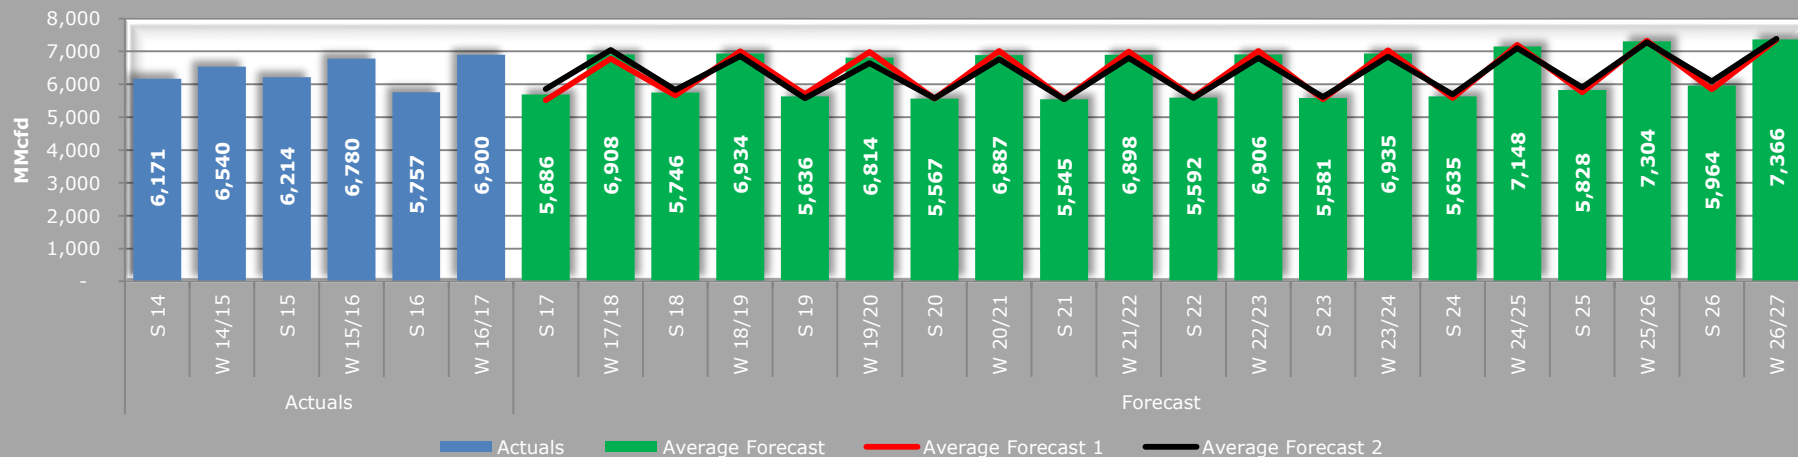 8,000
7,000
6,000
5,000
4,000
3,000
2,000
1,000
-
MMcfd
6,171
6,540
6,214
6,780
5,757
6,900
5,686
6,908
5,746
6,934
5,636
6,814
5,567
6,887
5,545
6,898
5,592
6,906
5,581
6,935
5,635
7,148
5,828
7,304
5,964
7,366
S 14
W 14/15
S 15
W 15/16
S 16
W 16/17
S 17
W 17/18
S 18
W 18/19
S 19
W 19/20
S 20
W 20/21
S 21
W 21/22
S 22
W 22/23
S 23
W 23/24
S 24
W 24/25
S 25
W 25/26
S 26
W 26/27
Actuals
Forecast
Actuals
Average Forecast
Average Forecast 1
Average Forecast 2